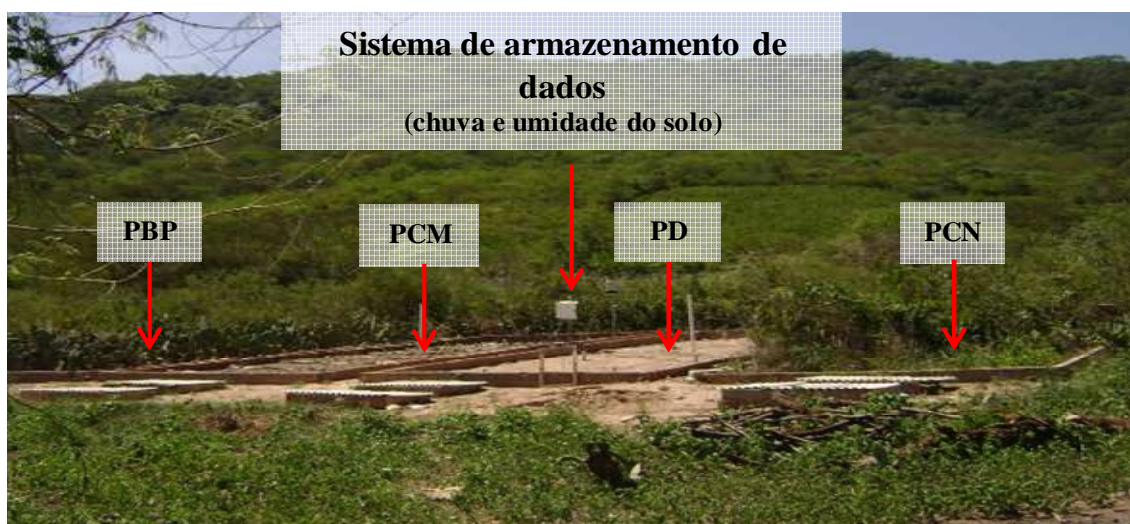 Sistema de armazenamento de
dados
(chuva e umidade do solo)
PBP
PCM
PD
PCN